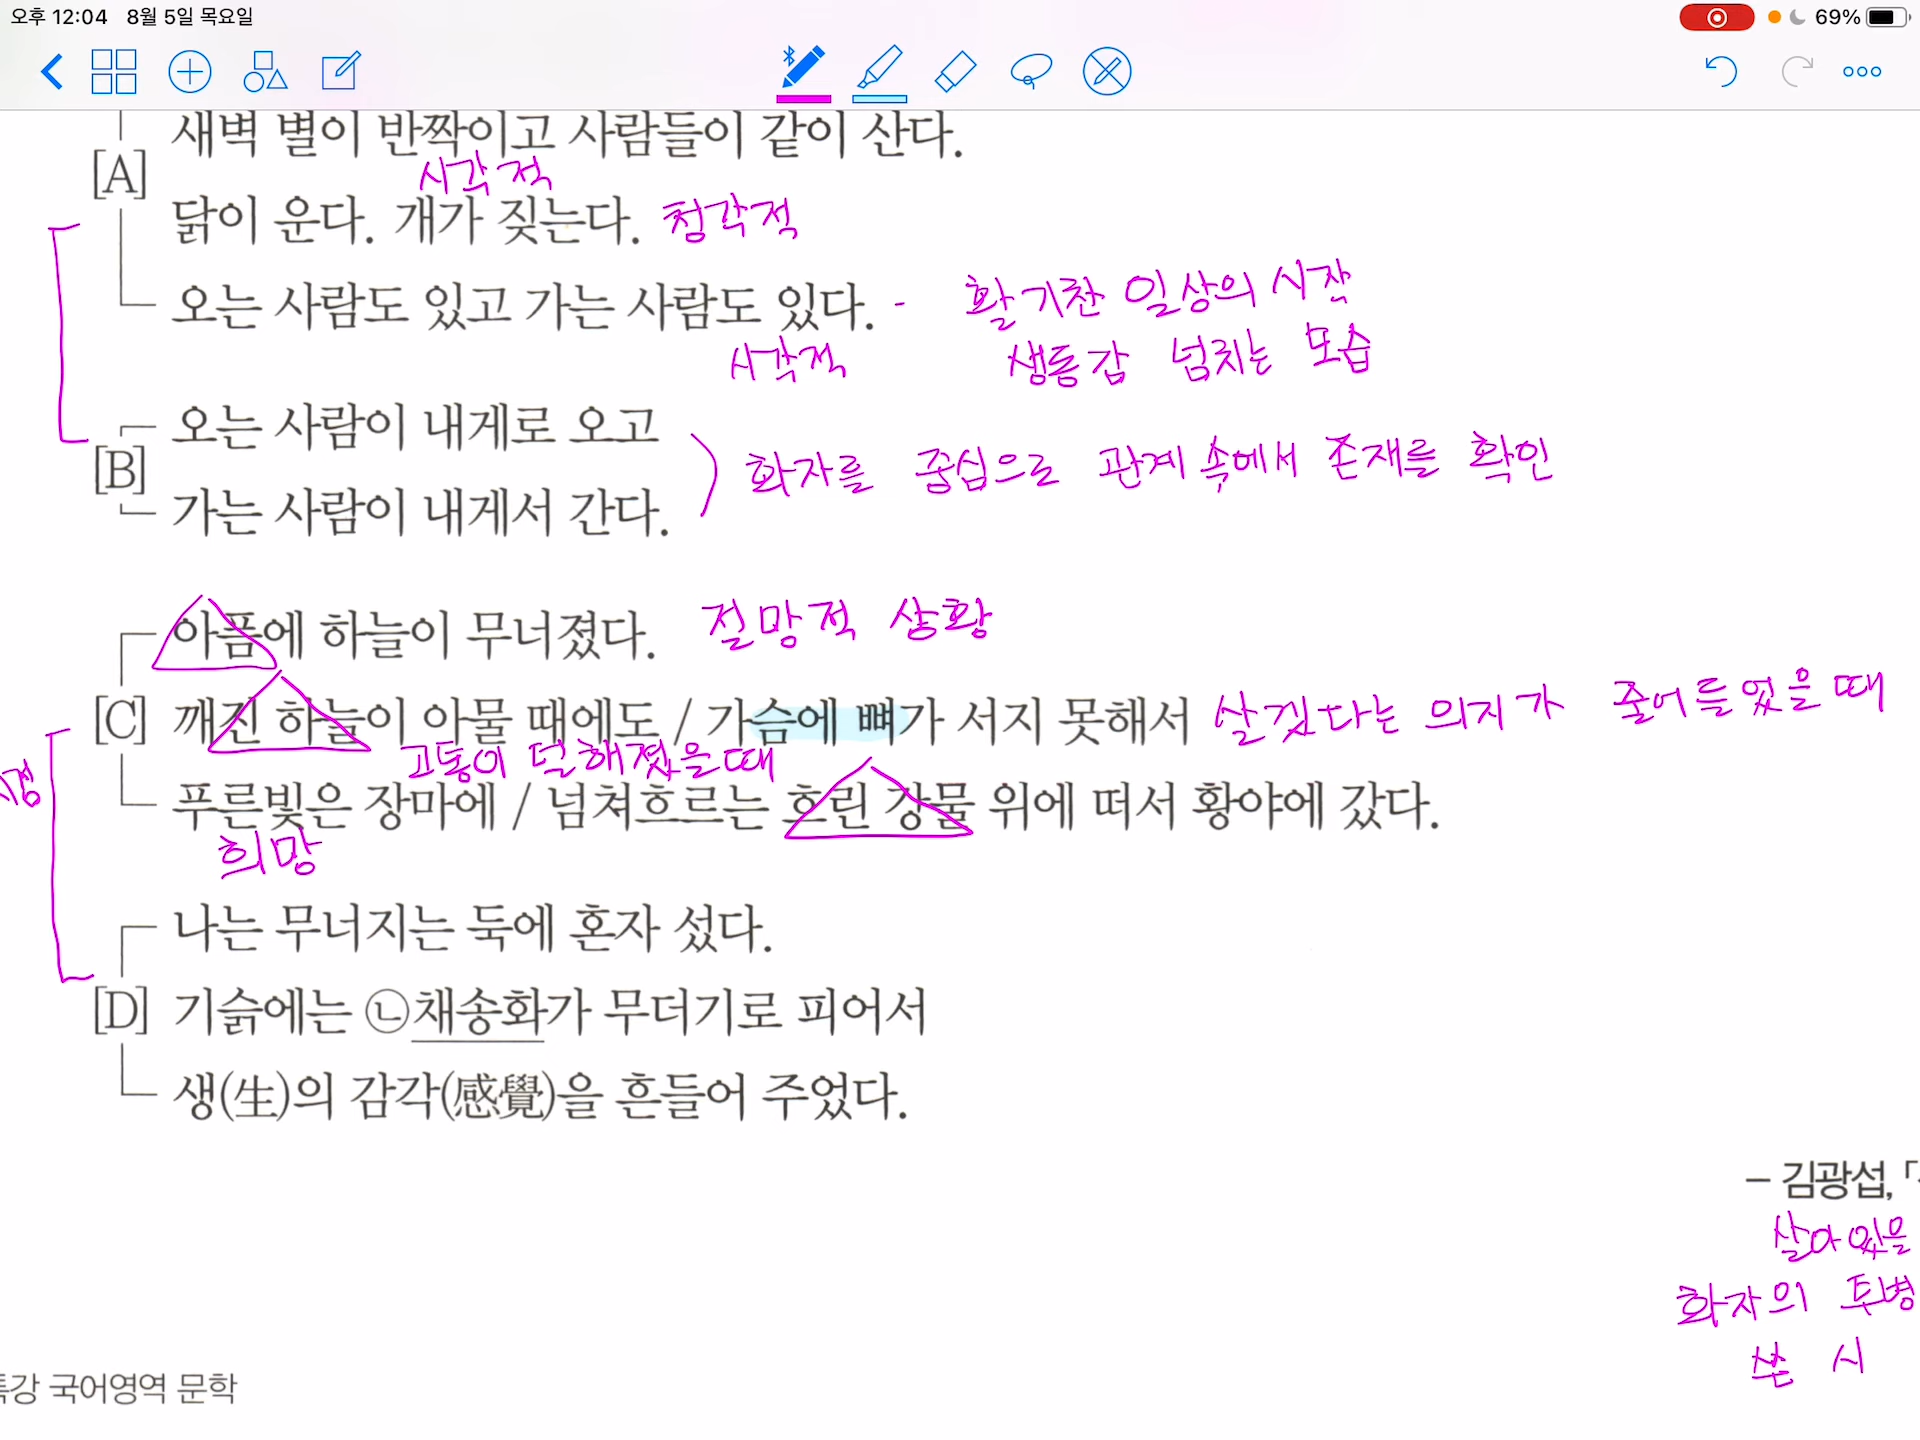 오후 12:04 8월 5일 목요일
69%
새벽 별이 반짝이고 사람들이 같이 산다.
[A]
시각적
닭이 운다. 개가 짖는다. 청각적
오는 사람도 있고 가는 사람도 있다. - 활기찬 일상의 시작
시각적 생동감 넘치는 모습
오는 사람이 내게로 오고
[B] 화자를 중심으로 관계 속에서 존재를 확인
가는 사람이 내게서 간다.
아픔에 하늘이 무너졌다. 절망적 상황
[C] 깨진 하늘이 아물 때에도 / 가슴에 뼈가 서지 못해서 살겠다는 의지가 줄어들었을 때
고통이 덜해졌을 때
푸른빛은 장마에 / 넘쳐흐르는 흐린 강물 위에 떠서 황야에 갔다.
희망
나는 무너지는 둑에 혼자 섰다.
[D] 기슭에는 ㉡채송화가 무더기로 피어서
생(生)의 감각(感覺)을 흔들어 주었다.
- 김광섭, 「
살아있을
화자의 투병
쓴 시
특강 국어영역 문학